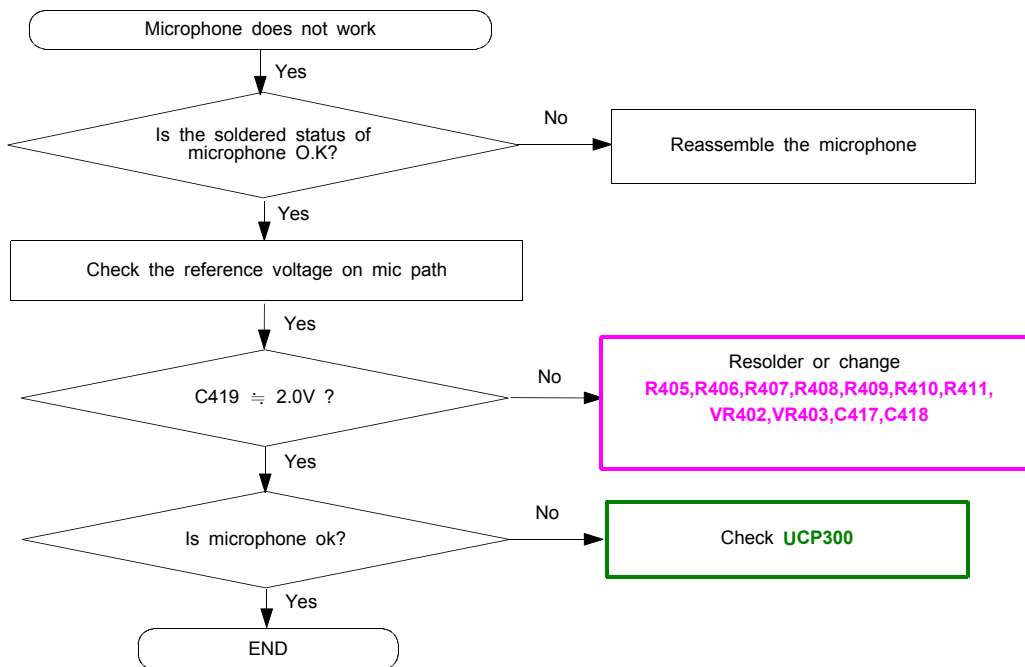 Microphone does not work
Yes
Is the soldered status of
microphone O.K?
No
Reassemble the microphone
Yes
Check the reference voltage on mic path
Yes
C419 ≒ 2.0V ?
No
Resolder or change
R405,R406,R407,R408,R409,R410,R411,
VR402,VR403,C417,C418
Yes
Is microphone ok?
No
Check UCP300
Yes
END